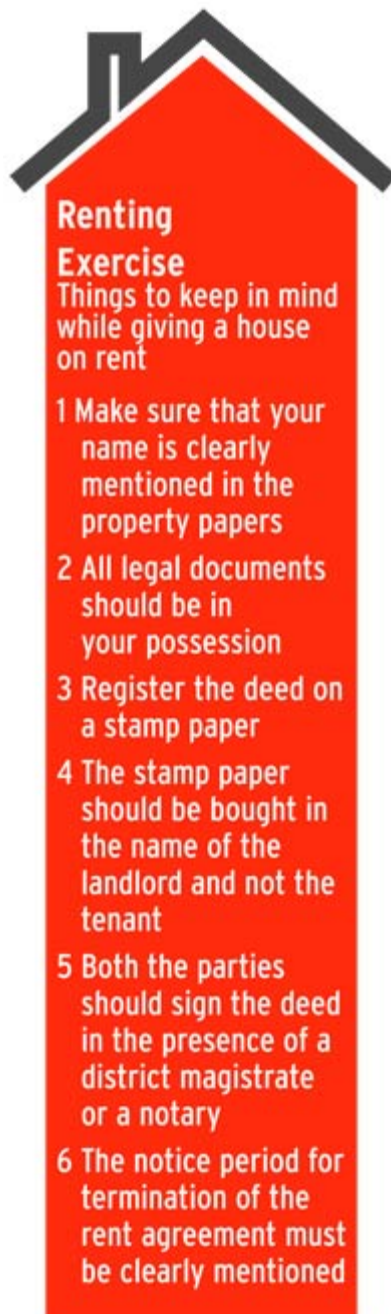 Renting
Exercise
Things to keep in mind
while giving a house
on rent
1 Make sure that your
name is clearly
mentioned in the
property papers
2 All legal documents
should be in
your possession
3 Register the deed on
a stamp paper
4 The stamp paper
should be bought in
the name of the
landlord and not the
tenant
5 Both the parties
should sign the deed
in the presence of a
district magistrate
or a notary
6 The notice period for
termination of the
rent agreement must
be clearly mentioned